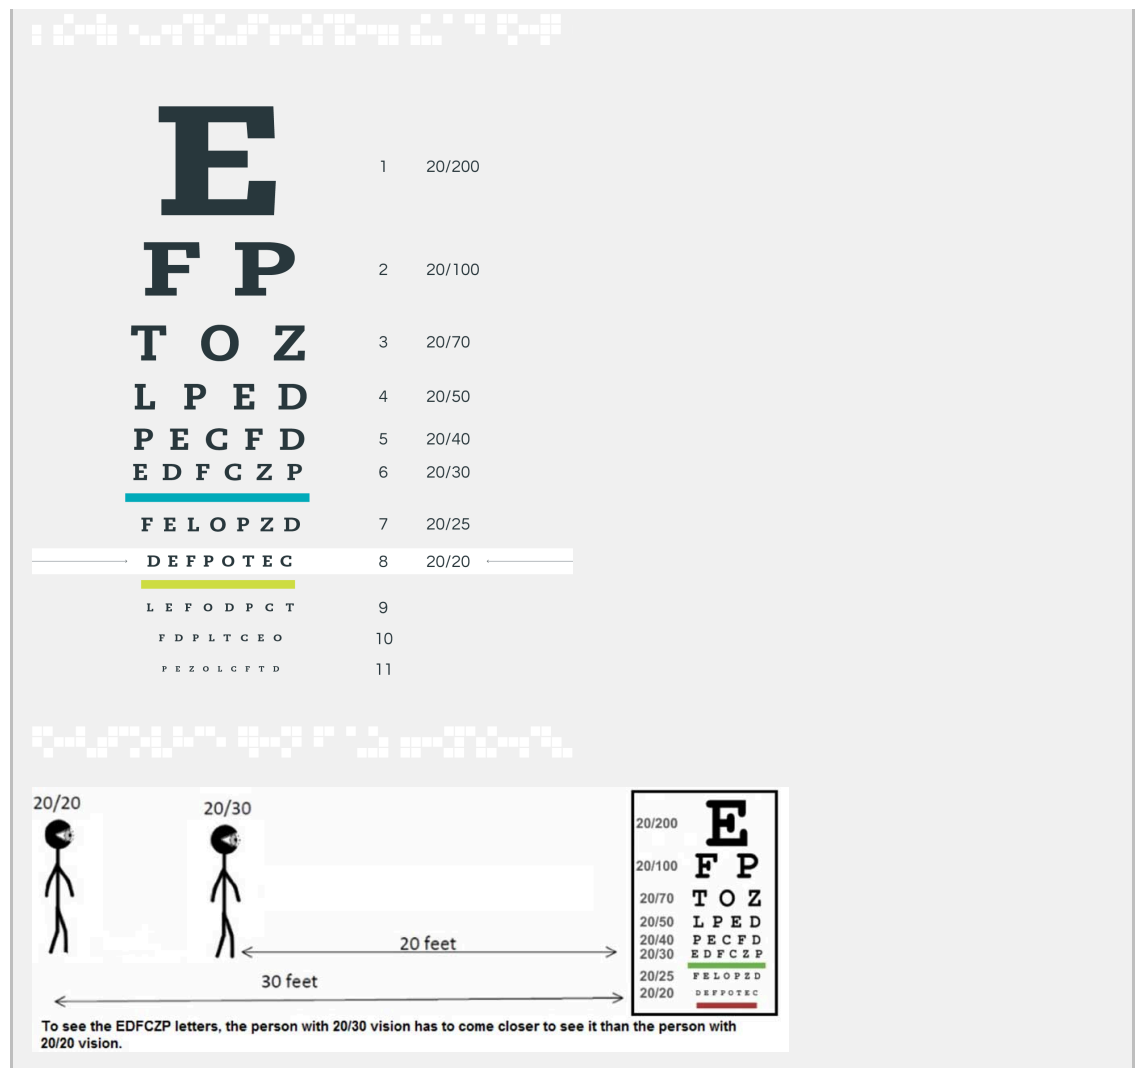 E 1 20/200
F P 2 20/100
T O Z 3 20/70
L P E D 4 20/50
P E C F D 5 20/40
E D F C Z P 6 20/30
F E L O P Z D 7 20/25
D E F P O T E C 8 20/20
L E F O D P C T 9
F D P L T C E O 10
P E Z O L C F T D 11
20/20
20/30
20/200 E
20/100 F P
20/70 T O Z
20/50 L P E D
20/40 P E C F D
20/30 E D F C Z P
20/25 F E L O P Z D
20/20 D E F P O T E C
20 feet
30 feet
To see the EDFCZP letters, the person with 20/30 vision has to come closer to see it than the person with
20/20 vision.